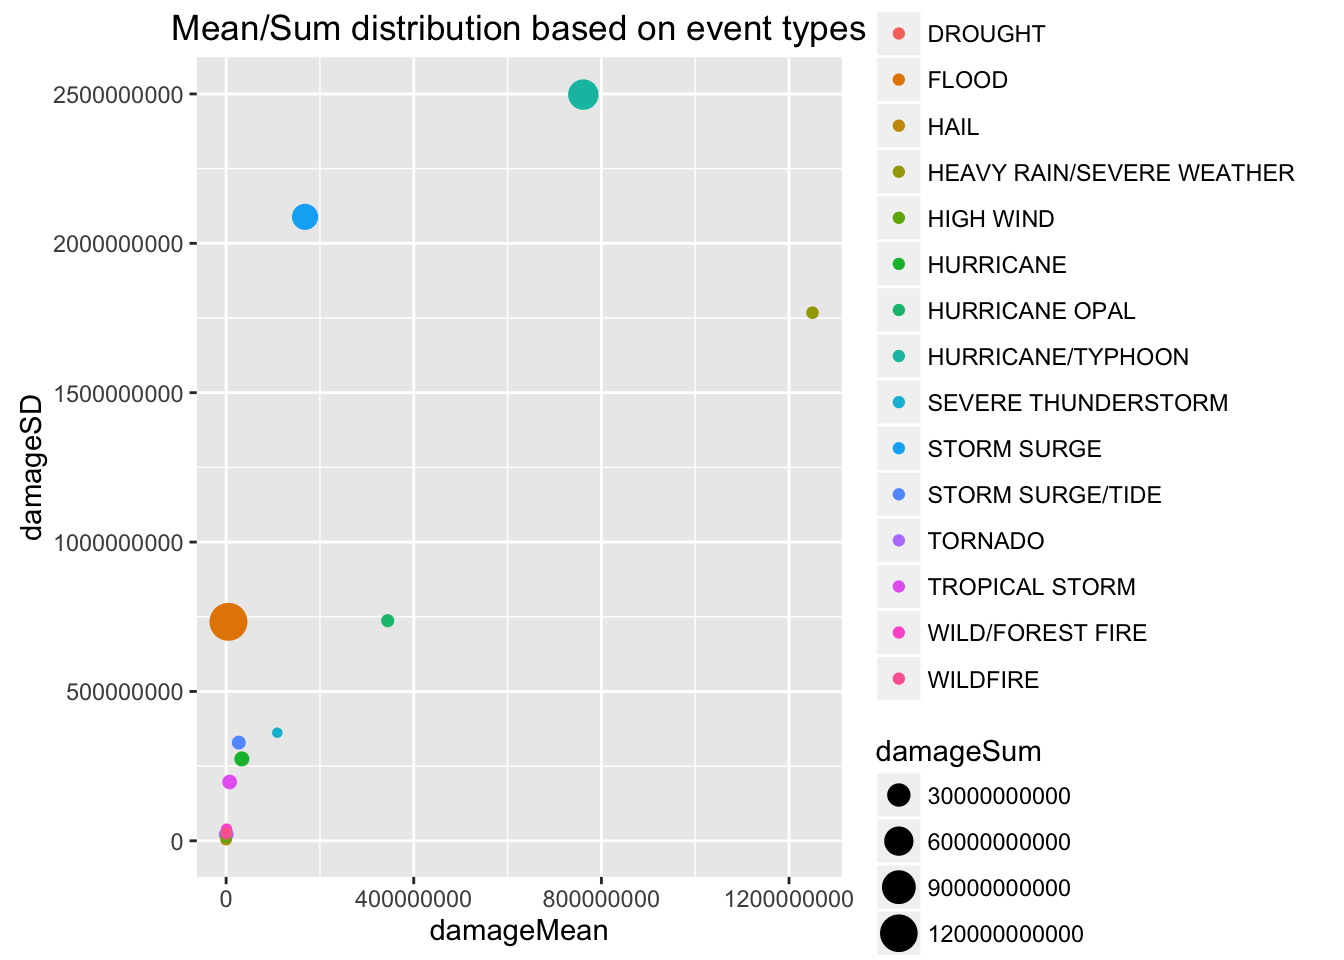 Mean/Sum distribution based on event types
2500000000
2000000000
1500000000
1000000000
500000000
0
damageSD
0
400000000
800000000
1200000000
damageMean
DROUGHT
FLOOD
HAIL
HEAVY RAIN/SEVERE WEATHER
HIGH WIND
HURRICANE
HURRICANE OPAL
HURRICANE/TYPHOON
SEVERE THUNDERSTORM
STORM SURGE
STORM SURGE/TIDE
TORNADO
TROPICAL STORM
WILD/FOREST FIRE
WILDFIRE
damageSum
30000000000
60000000000
90000000000
120000000000